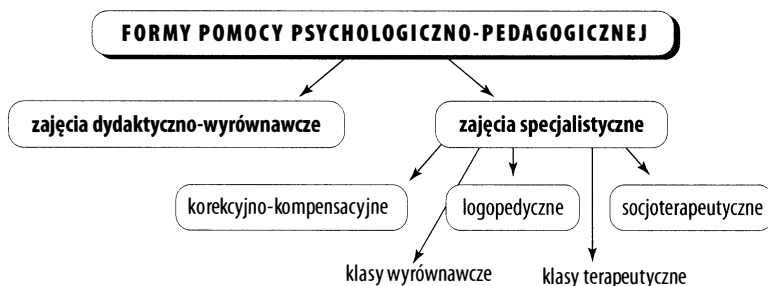 FORMY POMOCY PSYCHOLOGICZNO-PEDAGOGICZNEJ
zajęcia dydaktyczno-wyrównawcze
zajęcia specjalistyczne
korekcyjno-kompensacyjne
logopedyczne
socjoterapeutyczne
klasy wyrównawcze
klasy terapeutyczne